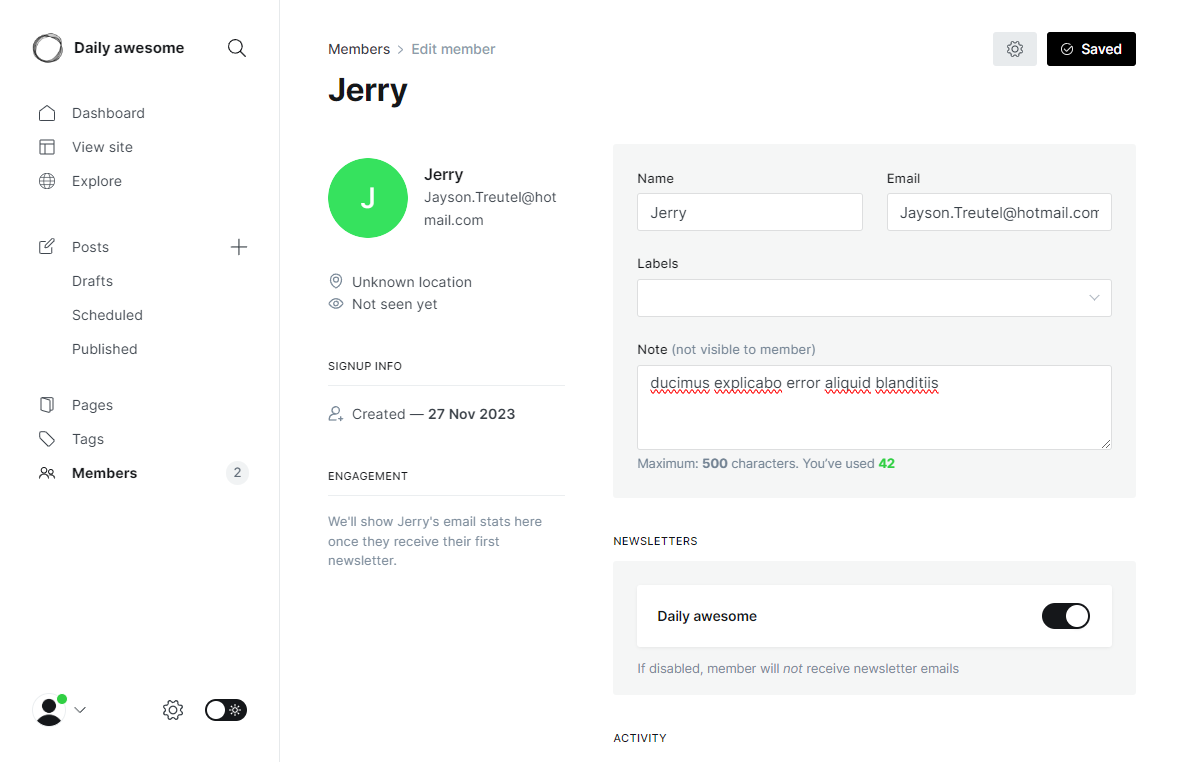 Daily awesome
Dashboard
View site
Explore
Posts
Drafts
Scheduled
Published
Pages
Tags
Members 2
Members > Edit member
Saved
Jerry
J
Jerry
Jayson.Treutel@hot
mail.com
Unknown location
Not seen yet
SIGNUP INFO
Created — 27 Nov 2023
ENGAGEMENT
We'll show Jerry's email stats here
once they receive their first
newsletter.
Name
Jerry
Email
Jayson.Treutel@hotmail.com
Labels
Note (not visible to member)
ducimus explicabo error aliquid blanditiis
Maximum: 500 characters. You've used 42
NEWSLETTERS
Daily awesome
If disabled, member will not receive newsletter emails
ACTIVITY